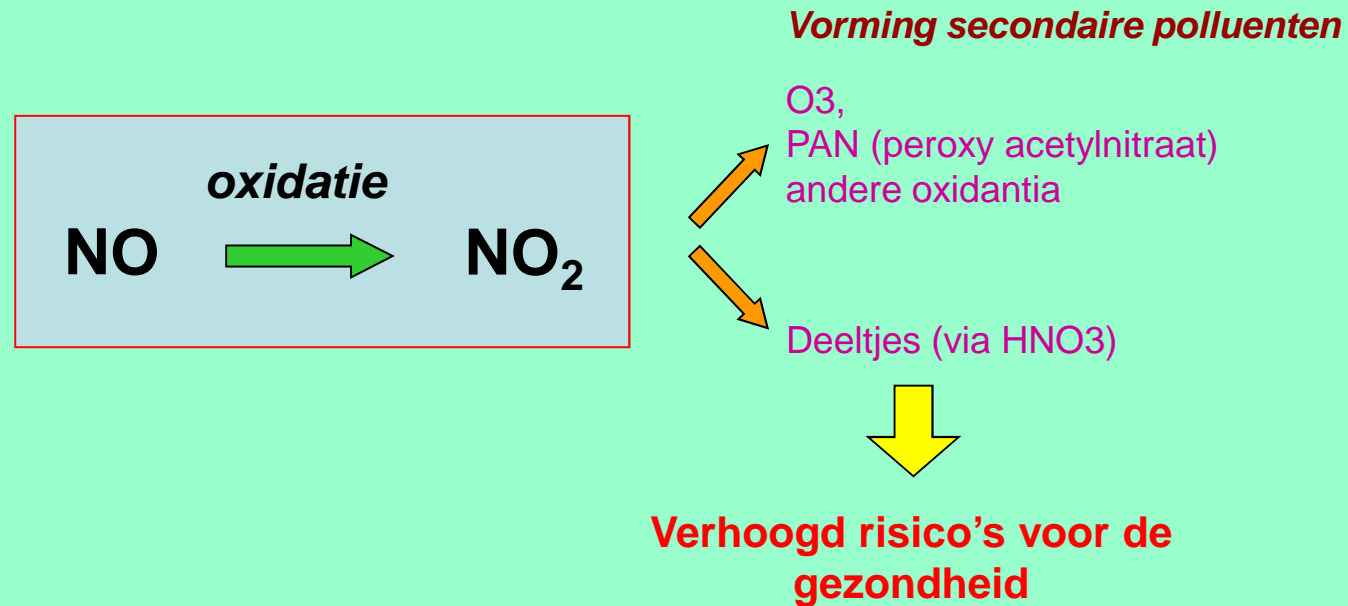 Vorming secondaire polluenten
O3,
PAN (peroxy acetylnitraat)
andere oxidantia
oxidatie
NO NO₂
Deeltjes (via HNO3)
Verhoogd risico's voor de
gezondheid